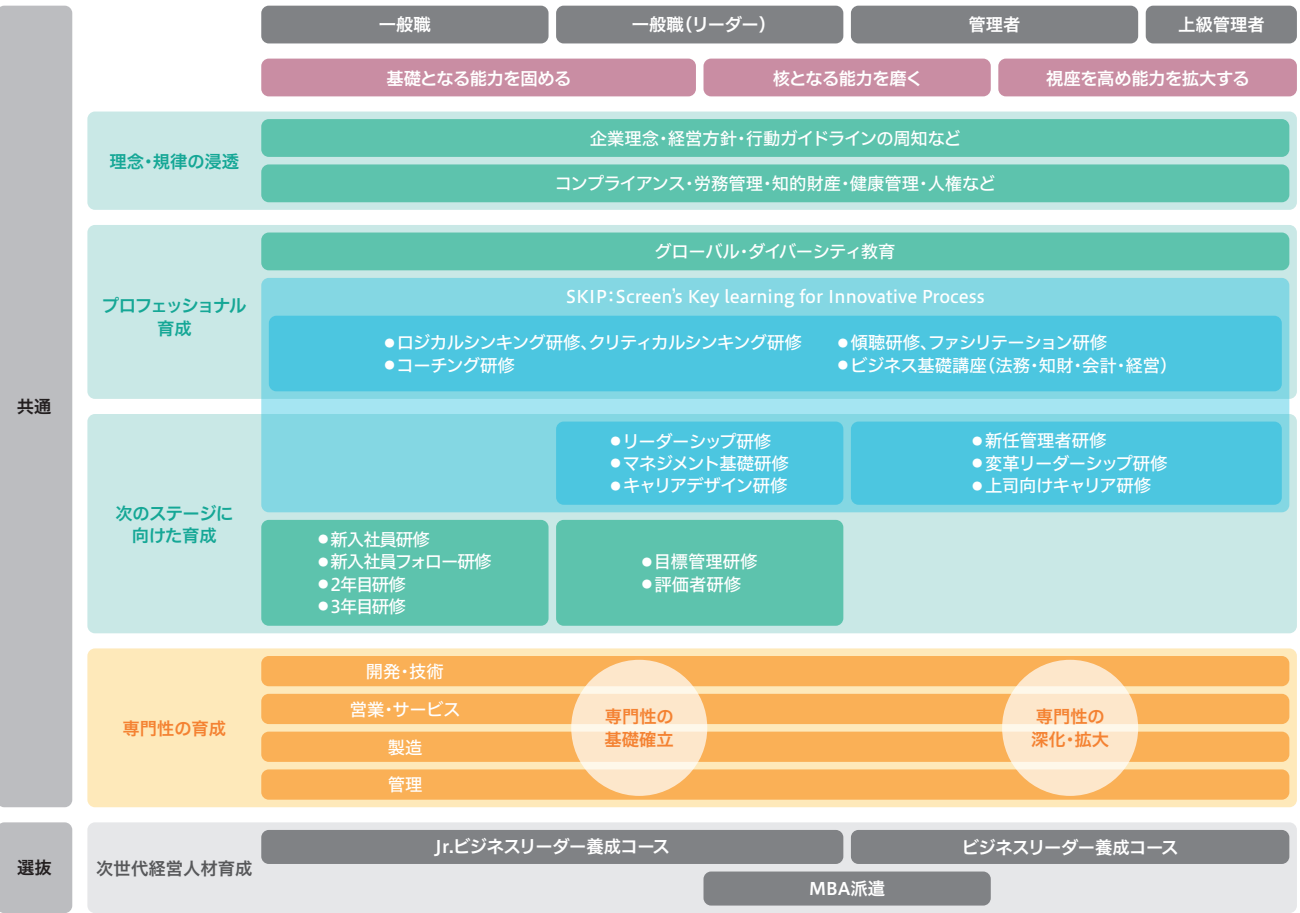 一般職
一般職(リーダー)
管理者
上級管理者
基礎となる能力を固める
核となる能力を磨く
視座を高め能力を拡大する
共通
理念・規律の浸透
企業理念・経営方針・行動ガイドラインの周知など
コンプライアンス・労務管理・知的財産・健康管理・人権など
プロフェッショナル
育成
グローバル・ダイバーシティ教育
SKIP:Screen's Key learning for Innovative Process
●ロジカルシンキング研修、クリティカルシンキング研修
●コーチング研修
●傾聴研修、ファシリテーション研修
●ビジネス基礎講座(法務・知財・会計・経営)
次のステージに
向けた育成
●リーダーシップ研修
●マネジメント基礎研修
●キャリアデザイン研修
●新任管理者研修
●変革リーダーシップ研修
●上司向けキャリア研修
●新入社員研修
●新入社員フォロー研修
●2年目研修
●3年目研修
●目標管理研修
●評価者研修
専門性の育成
開発・技術
営業・サービス
製造
管理
専門性の
基礎確立
専門性の
深化・拡大
選抜
次世代経営人材育成
Jr.ビジネスリーダー養成コース
ビジネスリーダー養成コース
MBA派遣